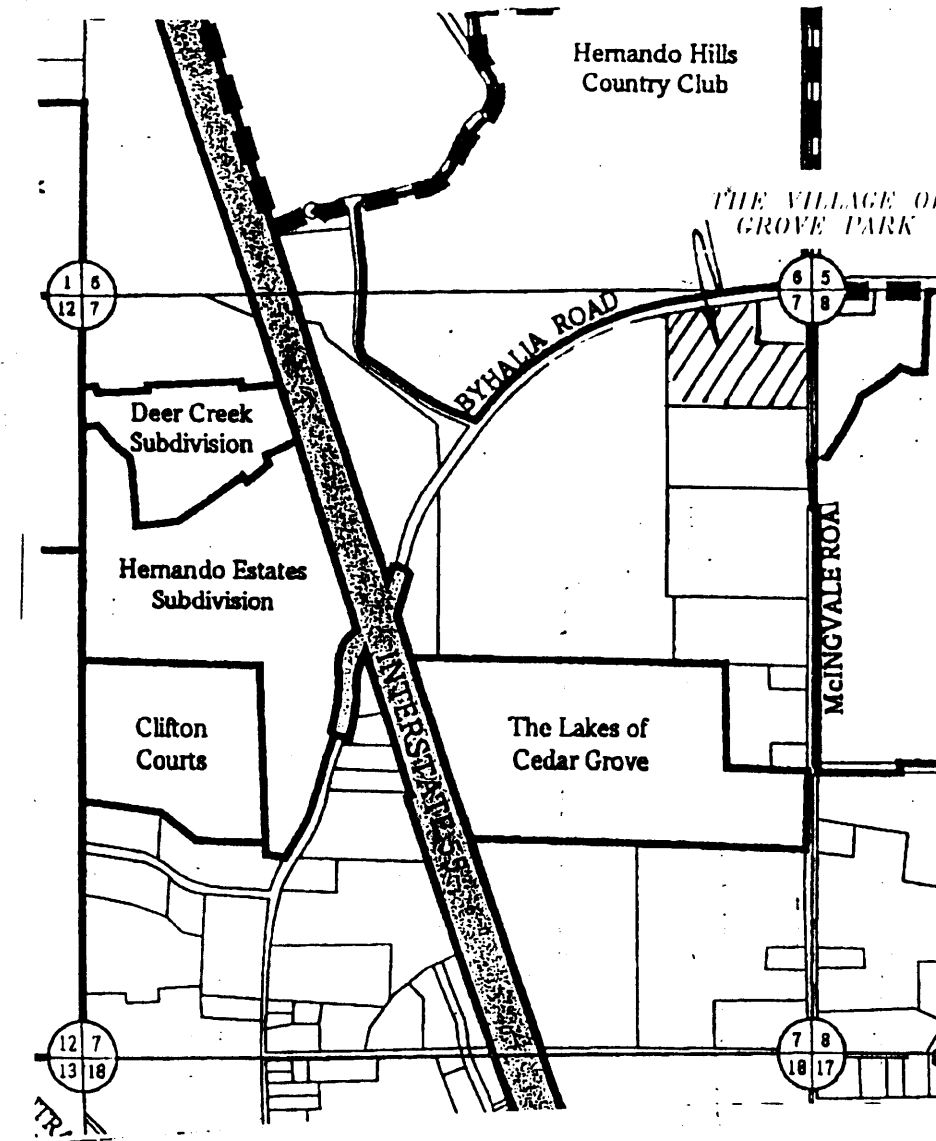 Hernando Hills
Country Club
THE VILLAGE OF
GROVE PARK
1 6
12 7
6 5
7 8
BYHALIA ROAD
Deer Creek
Subdivision
Hernando Estates
Subdivision
McINGVALE ROA
Clifton
Courts
INTERSTATE 55
The Lakes of
Cedar Grove
12 7
13 18
7 8
18 17